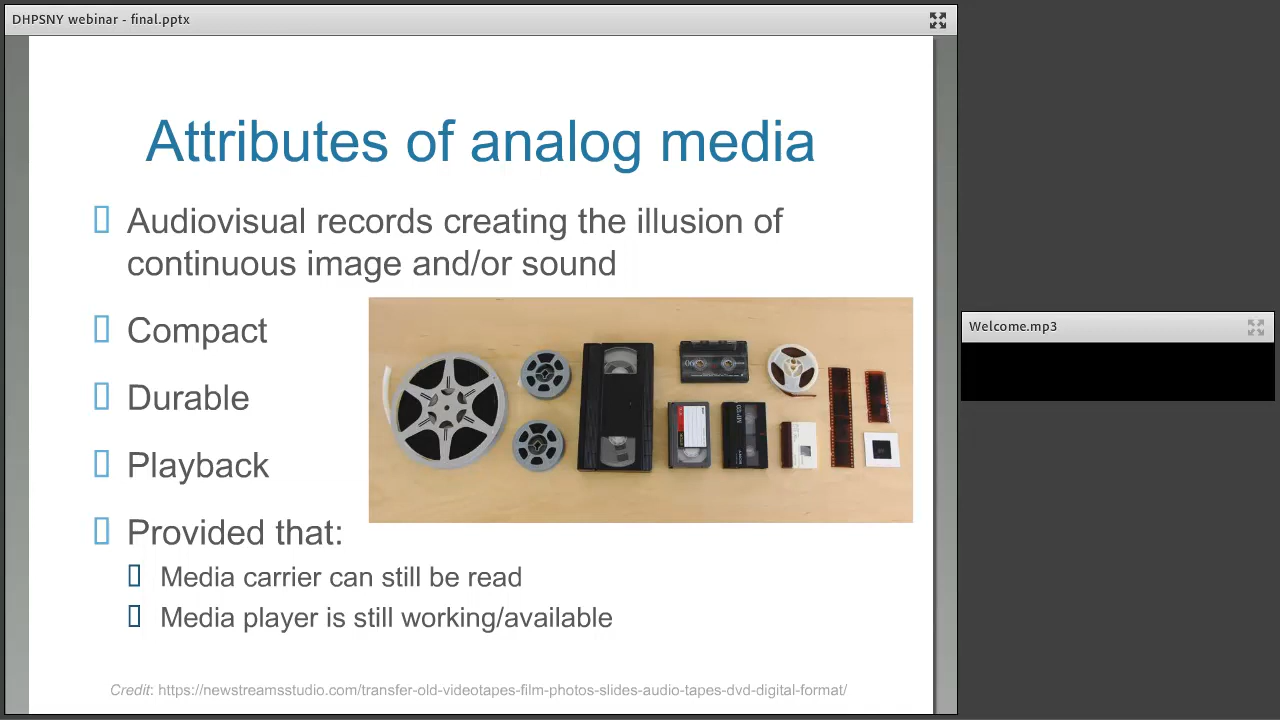 DHPSNY webinar - final.pptx
Attributes of analog media
Audiovisual records creating the illusion of
continuous image and/or sound
Compact
Durable
Playback
Provided that:
Media carrier can still be read
Media player is still working/available
Credit: https://newstreamsstudio.com/transfer-old-videotapes-film-photos-slides-audio-tapes-dvd-digital-format/
Welcome.mp3